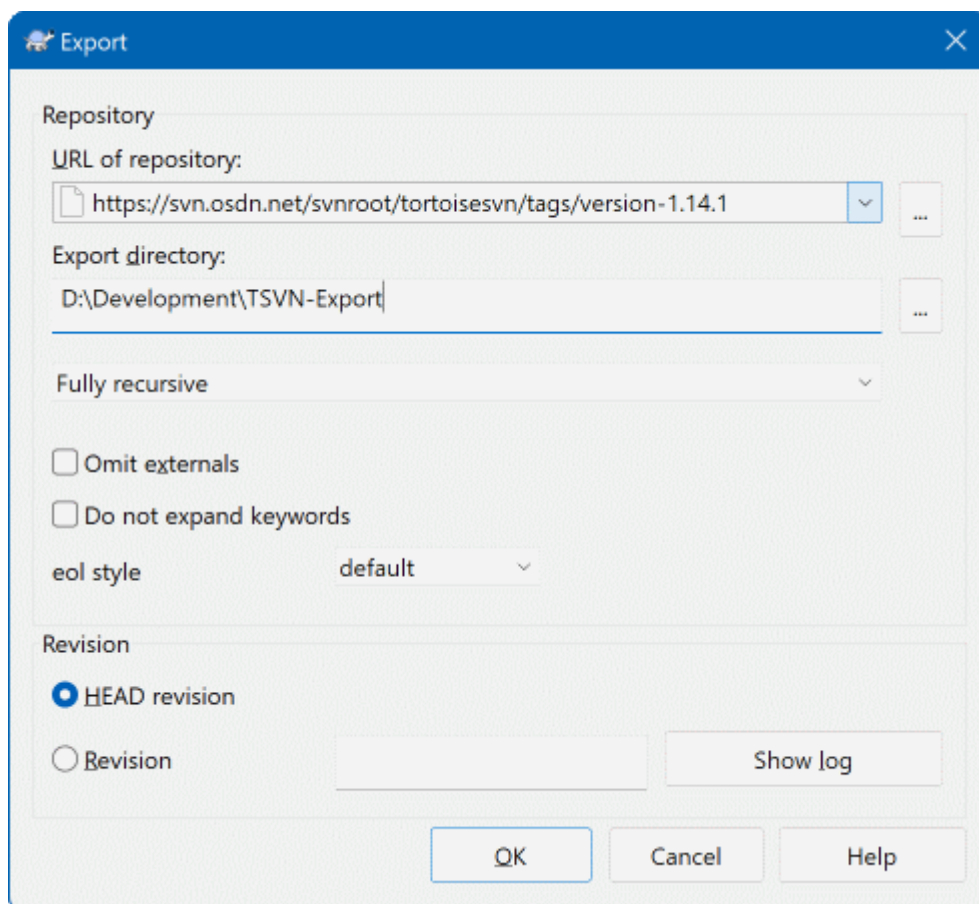 Export
Repository
URL of repository:
https://svn.osdn.net/svnroot/tortoisesvn/tags/version-1.14.1
...
Export directory:
D:\Development\TSVN-Export
...
Fully recursive
Omit externals
Do not expand keywords
eol style default
Revision
HEAD revision
Revision Show log
OK Cancel Help